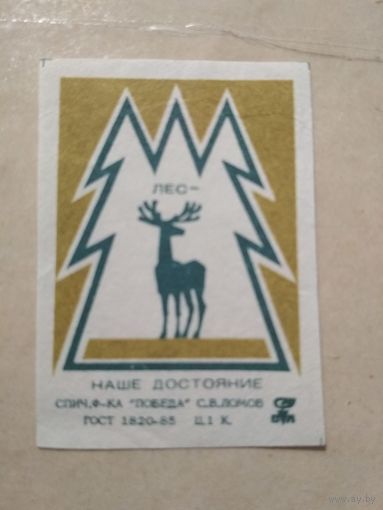 ЛЕС-
НАШЕ ДОСТОЯНИЕ
СПИЧ.Ф-КА "ПОБЕДА" С.В.ЛОМОВ
ГОСТ 1820-85 Ц.1 К.
www.ay.by